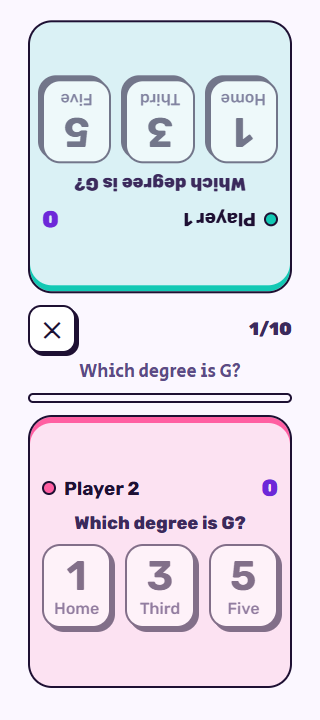 Player 1 0
Which degree is G?
1 3 5
Home Third Five
1/10
Which degree is G?
Player 2 0
Which degree is G?
1 3 5
Home Third Five